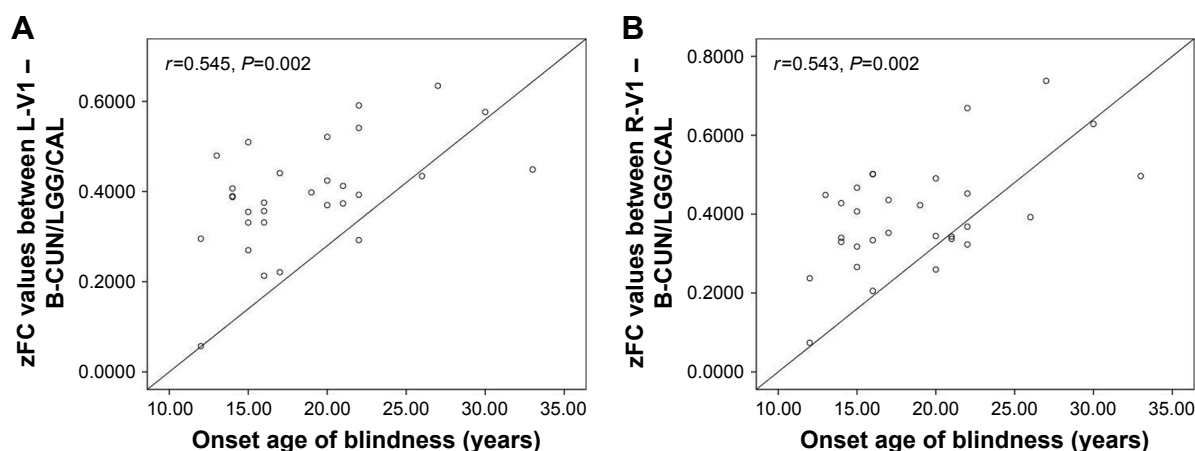 A
zFC values between L-V1 –
B-CUN/LGG/CAL
r=0.545, P=0.002
0.6000
0.4000
0.2000
0.0000
10.00 15.00 20.00 25.00 30.00 35.00
Onset age of blindness (years)
B
zFC values between R-V1 –
B-CUN/LGG/CAL
r=0.543, P=0.002
0.8000
0.6000
0.4000
0.2000
0.0000
10.00 15.00 20.00 25.00 30.00 35.00
Onset age of blindness (years)